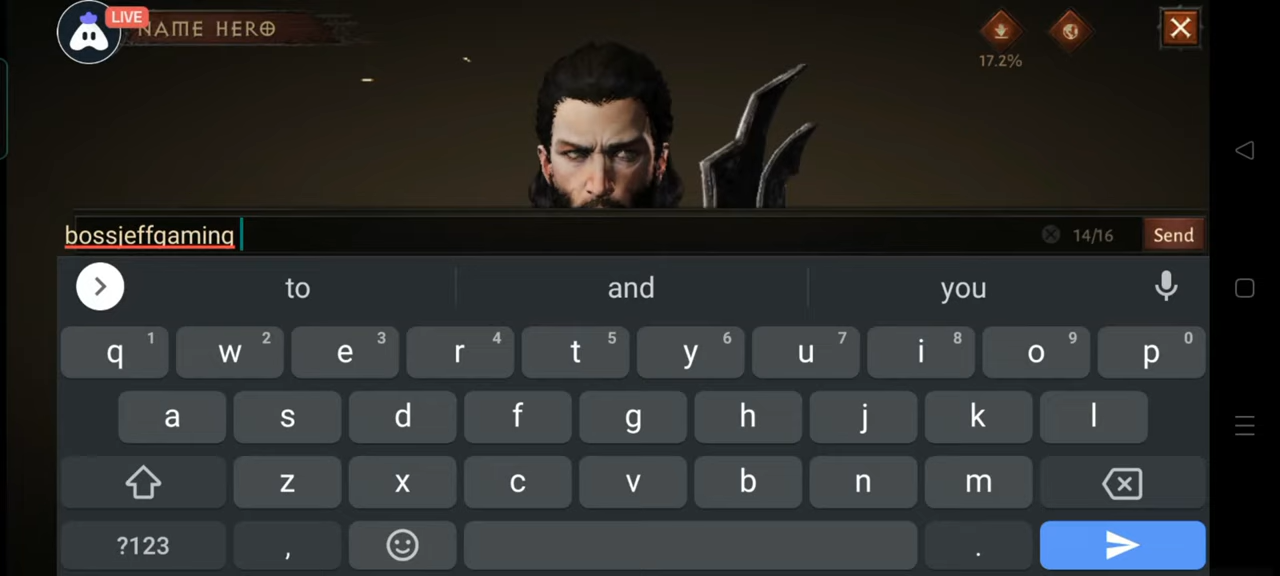 LIVE
NAME HERO
17.2%
bossjeffgaming
14/16
Send
to and you
q 1 w 2 e 3 r 4 t 5 y 6 u 7 i 8 o 9 p 0
a s d f g h j k l
z x c v b n m
?123 , .